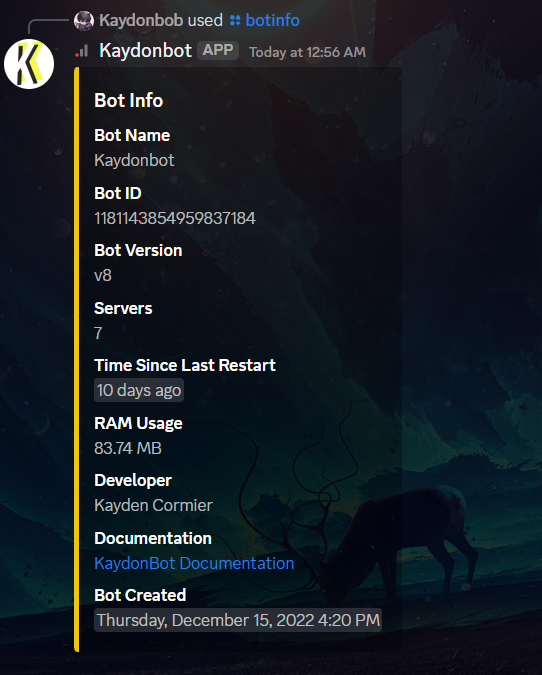 Kaydonbob used botinfo
Kaydonbot APP Today at 12:56 AM
Bot Info
Bot Name
Kaydonbot
Bot ID
1181143854959837184
Bot Version
v8
Servers
7
Time Since Last Restart
10 days ago
RAM Usage
83.74 MB
Developer
Kayden Cormier
Documentation
KaydonBot Documentation
Bot Created
Thursday, December 15, 2022 4:20 PM